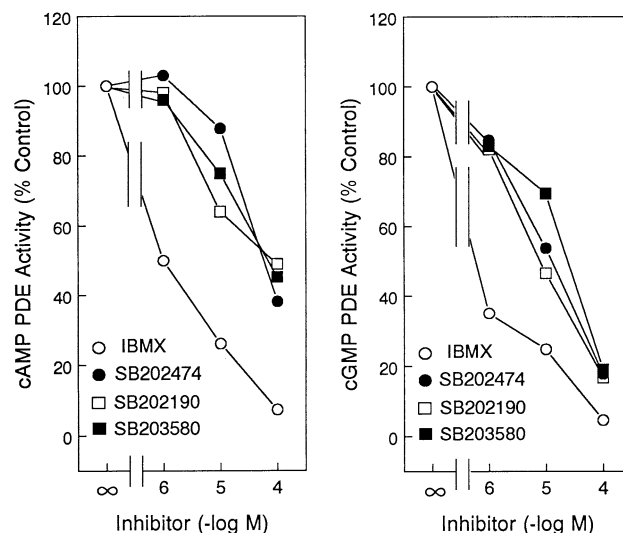 120
100
80
60
40
20
0
cAMP PDE Activity (% Control)
IBMX
SB202474
SB202190
SB203580
∞ 6 5 4
Inhibitor (-log M)
120
100
80
60
40
20
0
cGMP PDE Activity (% Control)
IBMX
SB202474
SB202190
SB203580
∞ 6 5 4
Inhibitor (-log M)